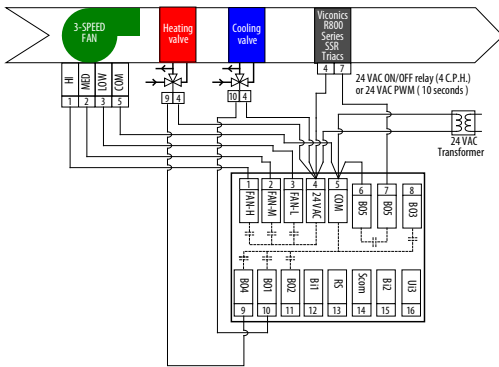 3-SPEED
FAN
Heating
valve
Cooling
valve
Viconics
R800
Series
SSR
Triacs
HI
MED
LOW
COM
1 2 3 5
9 4
10 4
4 7
24 VAC ON/OFF relay (4 C.P.H.)
or 24 VAC PWM ( 10 seconds )
24 VAC
Transformer
1 2 3 4 5 6 7 8
FAN-H
FAN-M
FAN-L
24VAC
COM
BO5
BO5
BO3
BO4
BO1
BO2
Bi1
RS
Scom
Bi2
Ui3
9 10 11 12 13 14 15 16